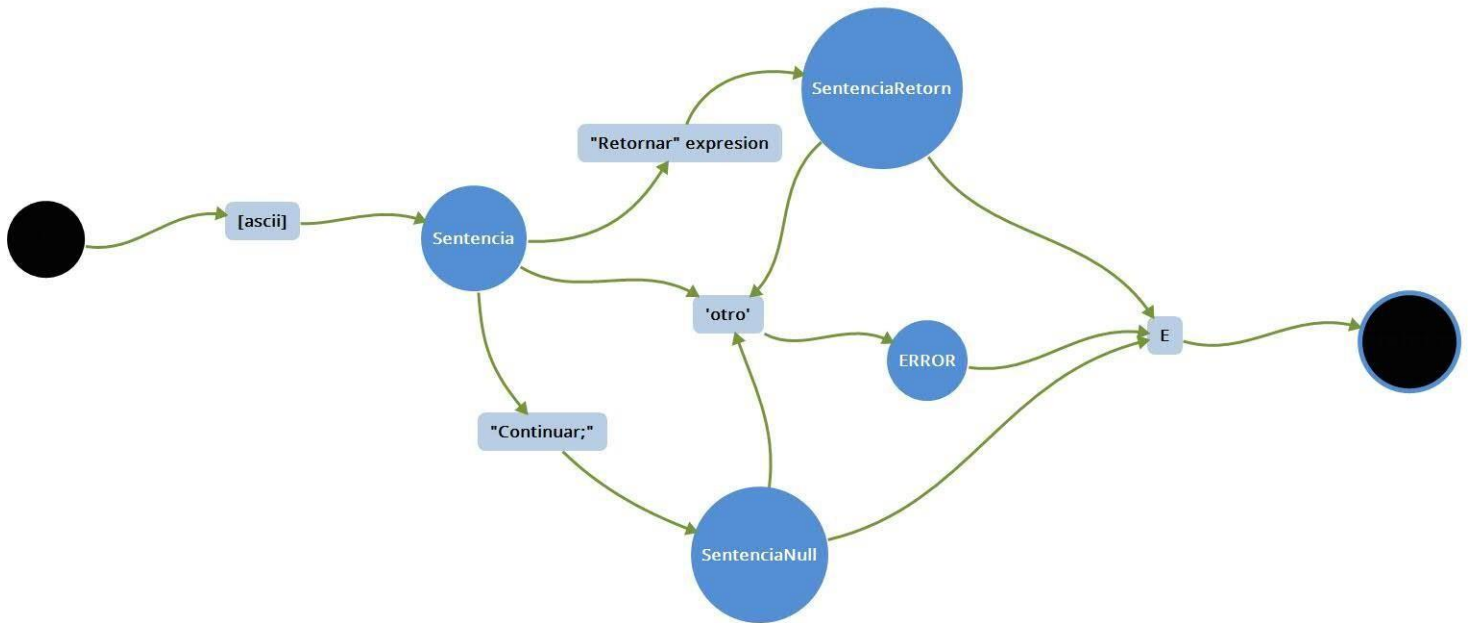 SentenciaRetorn
"Retornar" expresion
[ascii]
Sentencia
'otro'
E
ERROR
"Continuar;"
SentenciaNull